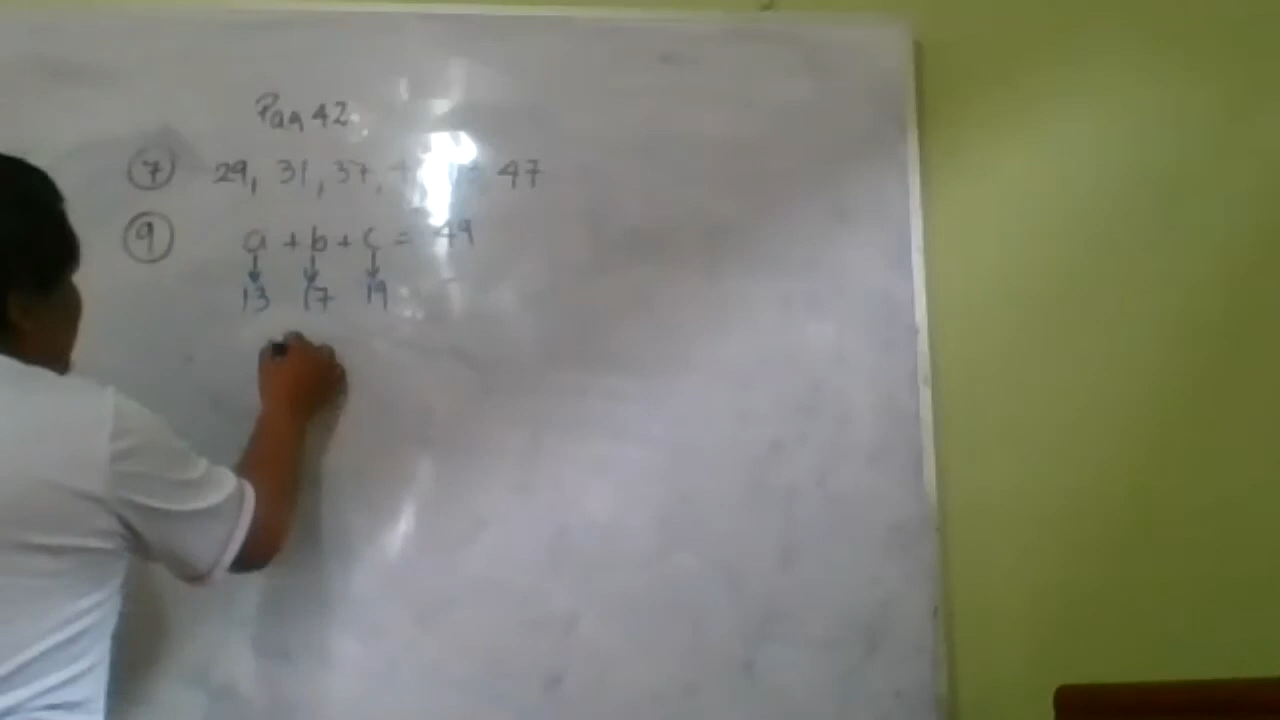 Pag 42
7 29, 31, 37, 47
9 a + b + c = 49
13 17 19